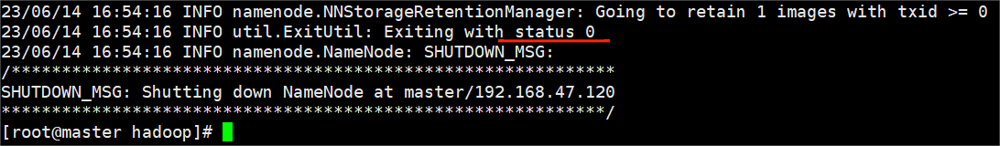 23/06/14 16:54:16 INFO namenode.NNStorageRetentionManager: Going to retain 1 images with txid >= 0
23/06/14 16:54:16 INFO util.ExitUtil: Exiting with status 0
23/06/14 16:54:16 INFO namenode.NameNode: SHUTDOWN_MSG:
/************************************************************
SHUTDOWN_MSG: Shutting down NameNode at master/192.168.47.120
************************************************************/
[root@master hadoop]#